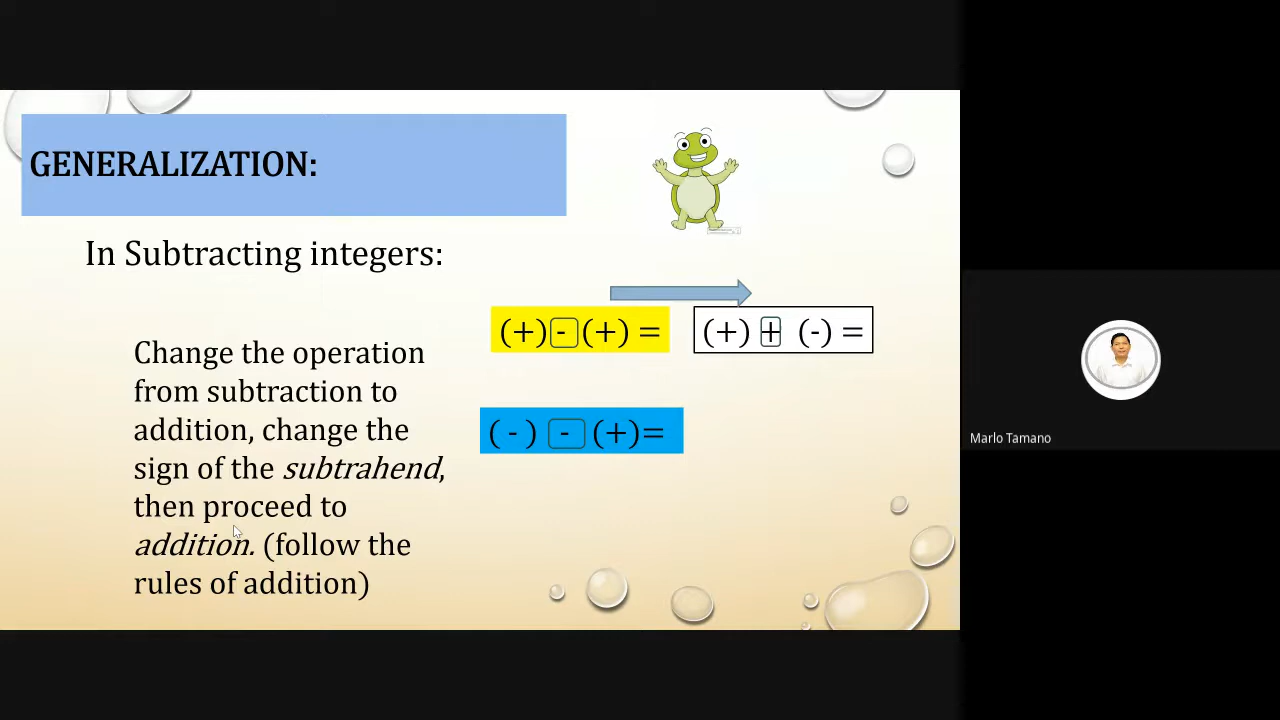 GENERALIZATION:
In Subtracting integers:
(+) - (+) =
(+) + (-) =
Change the operation
from subtraction to
addition, change the
sign of the subtrahend,
then proceed to
addition. (follow the
rules of addition)
( - ) - (+)=
Marlo Tamano